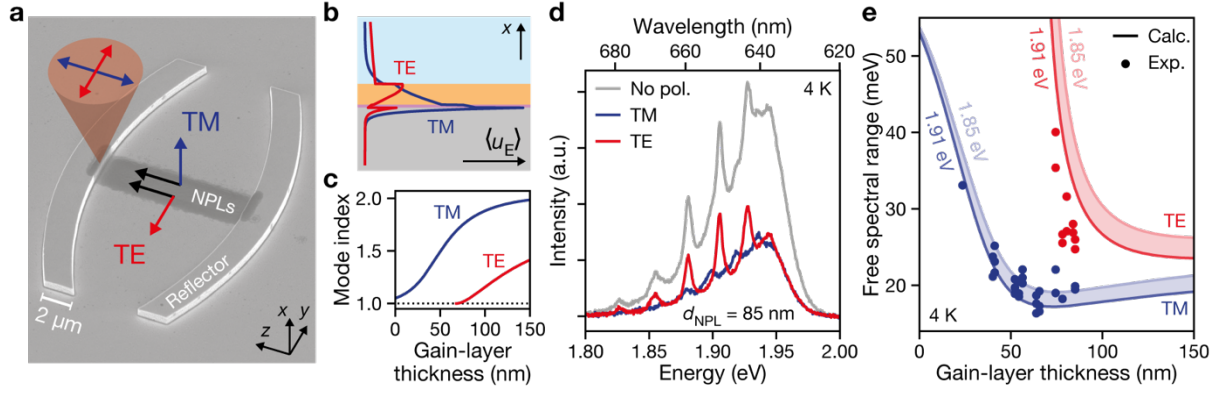 a
TM
NPLs
TE
Reflector
2 μm
x
y
z
b
x
TE
TM
⟨u_E⟩
c
Mode index
2.0
1.0
TM
TE
0
150
Gain-layer
thickness (nm)
d
Wavelength (nm)
680
660
640
620
No pol.
TM
TE
4 K
Intensity (a.u.)
d_NPL = 85 nm
1.80
1.85
1.90
1.95
2.00
Energy (eV)
e
Free spectral range (meV)
50
40
30
20
1.91 eV
1.85 eV
1.91 eV
1.85 eV
Calc.
Exp.
TE
TM
4 K
0
50
100
150
Gain-layer thickness (nm)